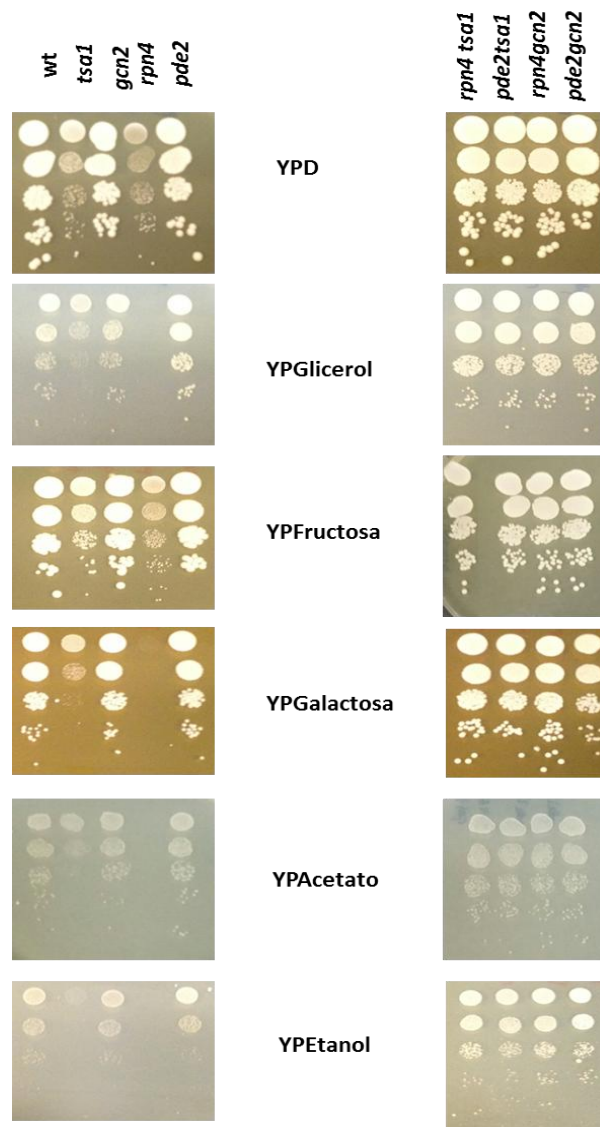 wt
tsa1
gcn2
rpn4
pde2
rpn4 tsa1
pde2tsa1
rpn4gcn2
pde2gcn2
YPD
YPGlicerol
YPFructosa
YPGalactosa
YPAcetato
YPEtanol